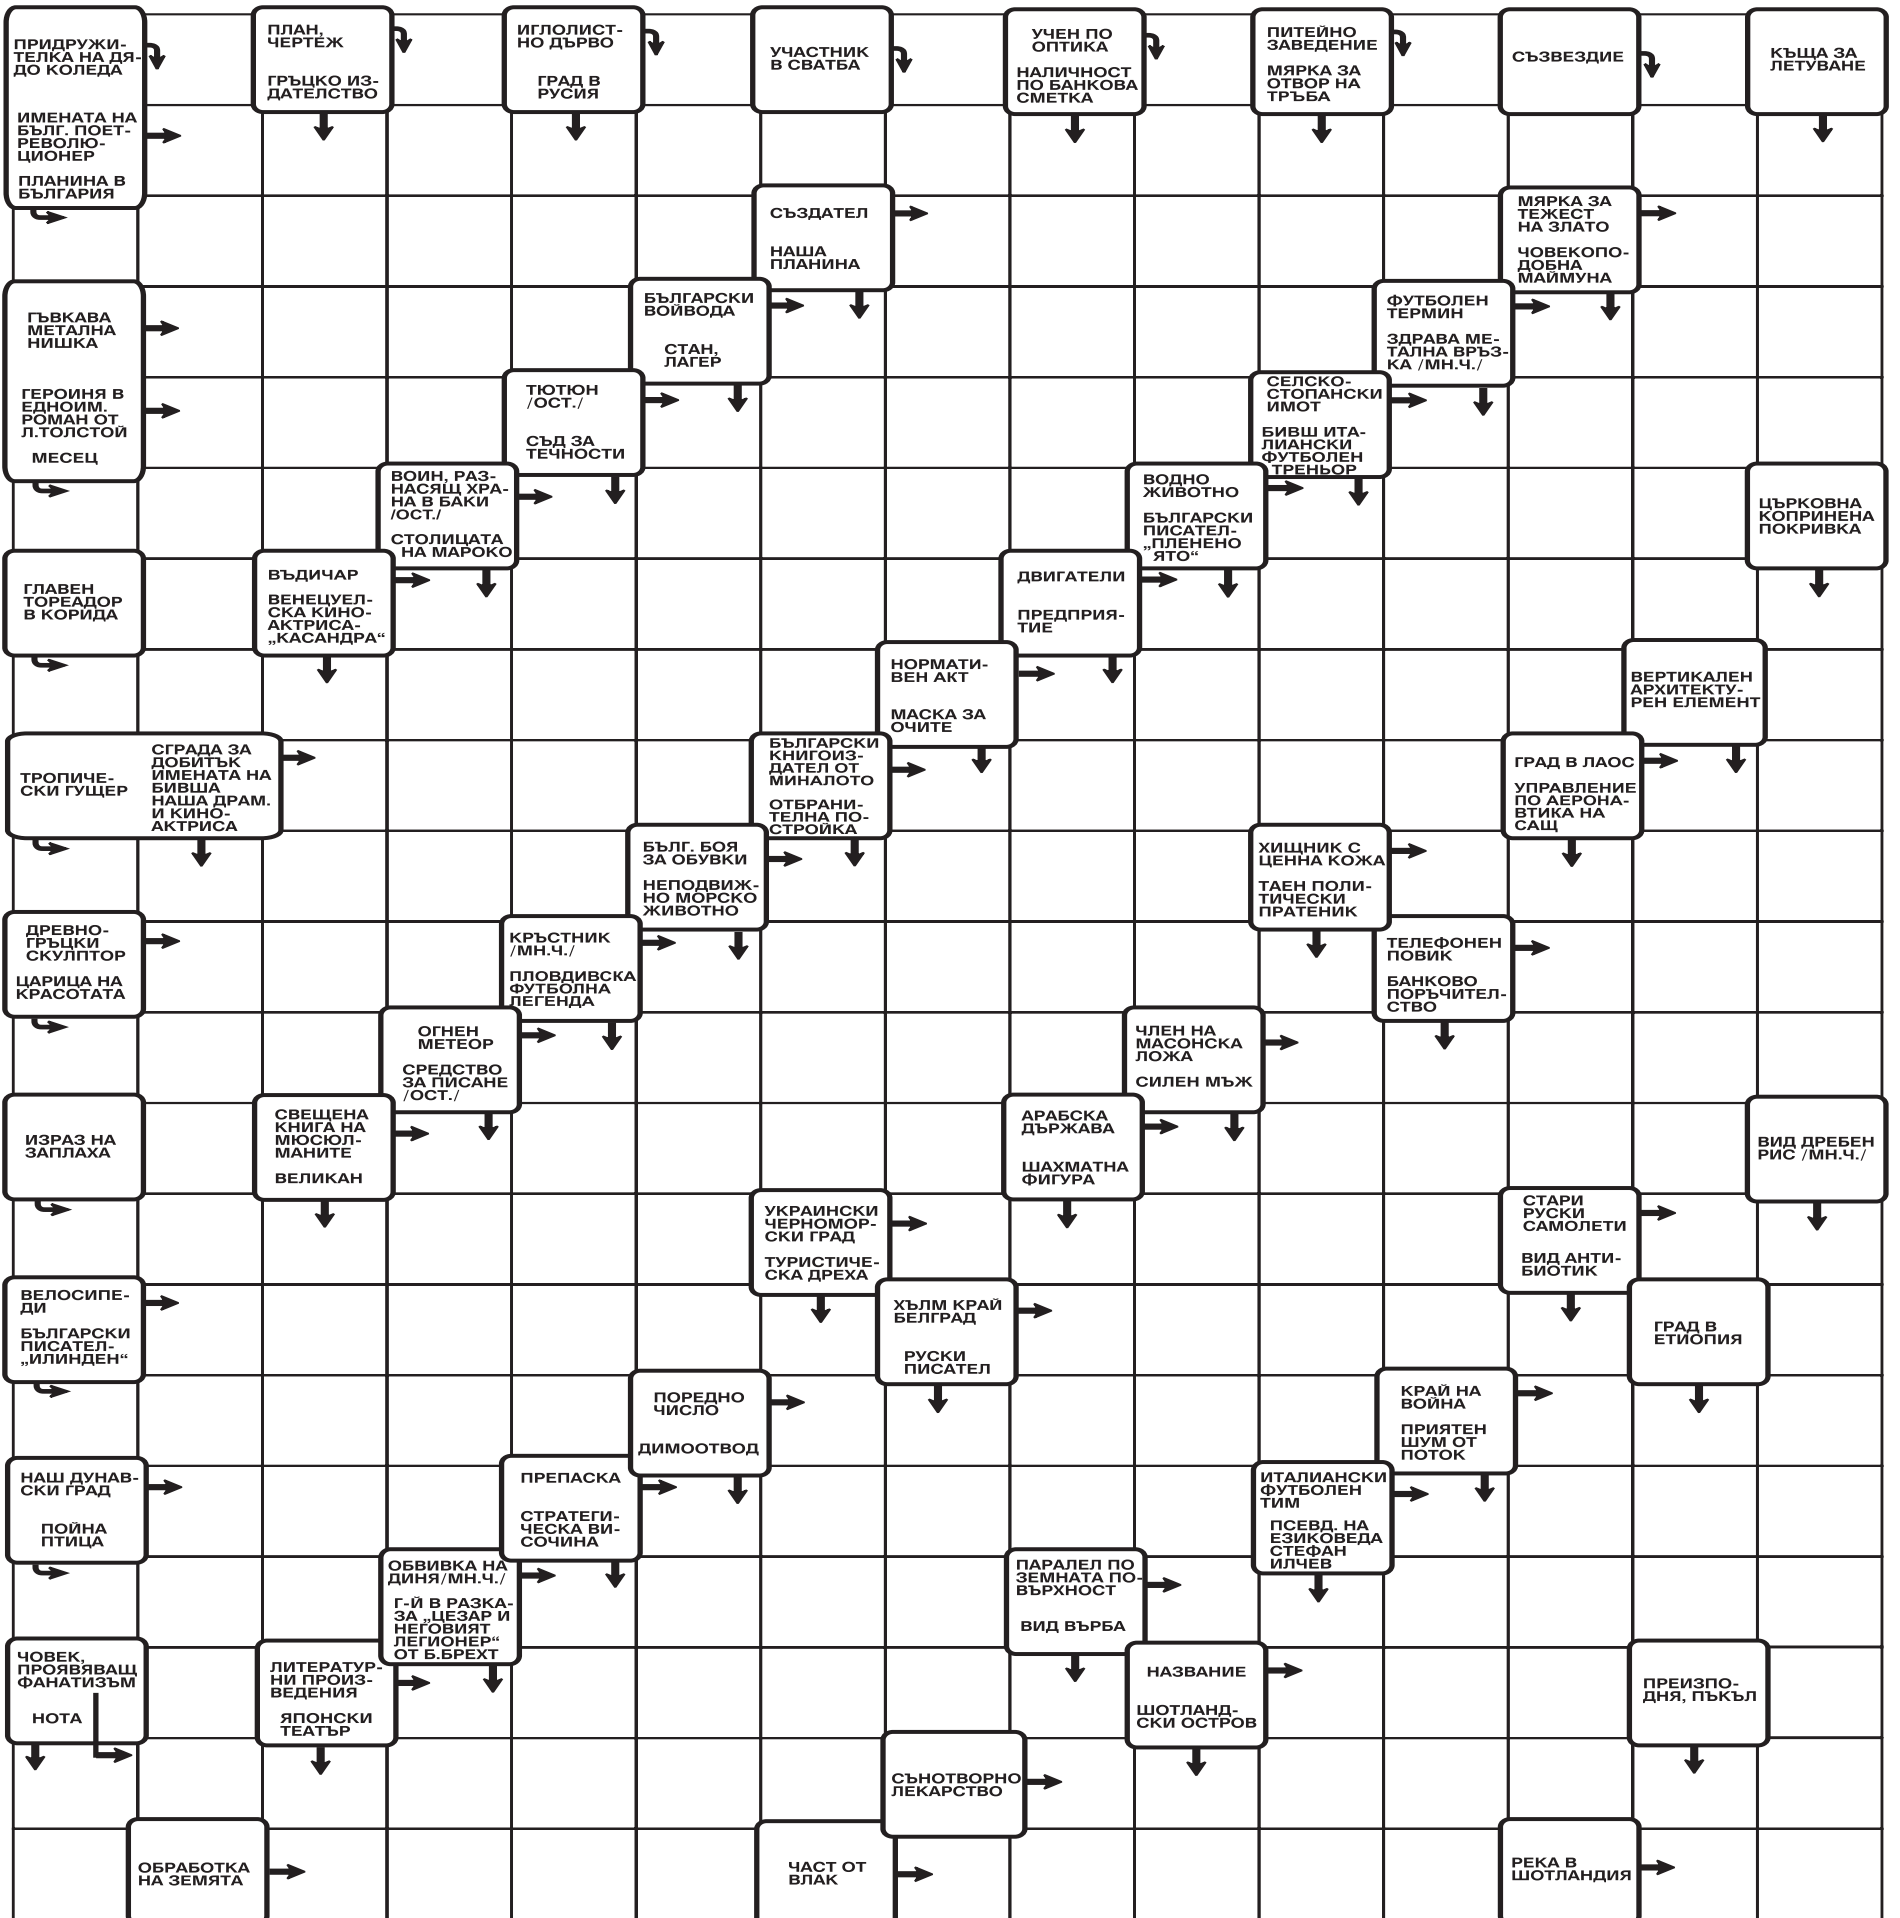 ПРИДРУЖИ-
ТЕЛКА НА ДЯ-
ДО КОЛЕДА
ИМЕНАТА НА
БЪЛГ. ПОЕТ-
РЕВОЛЮ-
ЦИОНЕР
ПЛАНИНА В
БЪЛГАРИЯ
ПЛАН,
ЧЕРТЕЖ
ГРЪЦКО ИЗ-
ДАТЕЛСТВО
ИГЛОЛИСТ-
НО ДЪРВО
ГРАД В
РУСИЯ
УЧАСТНИК
В СВАТБА
УЧЕН ПО
ОПТИКА
НАЛИЧНОСТ
ПО БАНКОВА
СМЕТКА
ПИТЕЙНО
ЗАВЕДЕНИЕ
МЯРКА ЗА
ОТВОР НА
ТРЪБА
СЪЗВЕЗДИЕ
КЪЩА ЗА
ЛЕТУВАНЕ
СЪЗДАТЕЛ
НАША
ПЛАНИНА
МЯРКА ЗА
ТЕЖЕСТ
НА ЗЛАТО
ЧОВЕКОПО-
ДОБНА
МАЙМУНА
ГЪВКАВА
МЕТАЛНА
НИШКА
ГЕРОИНЯ В
ЕДНОИМ.
РОМАН ОТ
Л.ТОЛСТОЙ
МЕСЕЦ
БЪЛГАРСКИ
ВОЙВОДА
СТАН,
ЛАГЕР
ФУТБОЛЕН
ТЕРМИН
ЗДРАВА МЕ-
ТАЛНА ВРЪЗ-
КА /МН.Ч./
ТЮТЮН
/ОСТ./
СЪД ЗА
ТЕЧНОСТИ
СЕЛСКО-
СТОПАНСКИ
ИМОТ
БИВШ ИТА-
ЛИАНСКИ
ФУТБОЛЕН
ТРЕНЬОР
ВОИН, РАЗ-
НАСЯЩ ХРА-
НА В БАКИ
/ОСТ./
СТОЛИЦАТА
НА МАРОКО
ВОДНО
ЖИВОТНО
БЪЛГАРСКИ
ПИСАТЕЛ-
„ПЛЕНЕНО
ЯТО“
ЦЪРКОВНА
КОПРИНЕНА
ПОКРИВКА
ГЛАВЕН
ТОРЕАДОР
В КОРИДА
ВЪДИЧАР
ВЕНЕЦУЕЛ-
СКА КИНО-
АКТРИСА-
„КАСАНДРА“
ДВИГАТЕЛИ
ПРЕДПРИЯ-
ТИЕ
НОРМАТИ-
ВЕН АКТ
МАСКА ЗА
ОЧИТЕ
ВЕРТИКАЛЕН
АРХИТЕКТУ-
РЕН ЕЛЕМЕНТ
ТРОПИЧЕ-
СКИ ГУЩЕР
СГРАДА ЗА
ДОБИТЪК
ИМЕНАТА НА
БИВША
НАША ДРАМ.
И КИНО-
АКТРИСА
БЪЛГАРСКИ
КНИГОИЗ-
ДАТЕЛ ОТ
МИНАЛОТО
ОТБРАНИ-
ТЕЛНА ПО-
СТРОЙКА
ГРАД В ЛАОС
УПРАВЛЕНИЕ
ПО АЕРОНА-
ВТИКА НА
САЩ
БЪЛГ. БОЯ
ЗА ОБУВКИ
НЕПОДВИЖ-
НО МОРСКО
ЖИВОТНО
ХИЩНИК С
ЦЕННА КОЖА
ТАЕН ПОЛИ-
ТИЧЕСКИ
ПРАТЕНИК
ДРЕВНО-
ГРЪЦКИ
СКУЛПТОР
ЦАРИЦА НА
КРАСОТАТА
КРЪСТНИК
/МН.Ч./
ПЛОВДИВСКА
ФУТБОЛНА
ЛЕГЕНДА
ТЕЛЕФОНЕН
ПОВИК
БАНКОВО
ПОРЪЧИТЕЛ-
СТВО
ОГНЕН
МЕТЕОР
СРЕДСТВО
ЗА ПИСАНЕ
/ОСТ./
ЧЛЕН НА
МАСОНСКА
ЛОЖА
СИЛЕН МЪЖ
ИЗРАЗ НА
ЗАПЛАХА
СВЕЩЕНА
КНИГА НА
МЮСЮЛ-
МАНИТЕ
ВЕЛИКАН
АРАБСКА
ДЪРЖАВА
ШАХМАТНА
ФИГУРА
ВИД ДРЕБЕН
РИС /МН.Ч./
УКРАИНСКИ
ЧЕРНОМОР-
СКИ ГРАД
ТУРИСТИЧЕ-
СКА ДРЕХА
СТАРИ
РУСКИ
САМОЛЕТИ
ВИД АНТИ-
БИОТИК
ВЕЛОСИПЕ-
ДИ
БЪЛГАРСКИ
ПИСАТЕЛ-
„ИЛИНДЕН“
ХЪЛМ КРАЙ
БЕЛГРАД
РУСКИ
ПИСАТЕЛ
ГРАД В
ЕТИОПИЯ
ПОРЕДНО
ЧИСЛО
ДИМООТВОД
КРАЙ НА
ВОЙНА
ПРИЯТЕН
ШУМ ОТ
ПОТОК
НАШ ДУНАВ-
СКИ ГРАД
ПОЙНА
ПТИЦА
ПРЕПАСКА
СТРАТЕГИ-
ЧЕСКА ВИ-
СОЧИНА
ИТАЛИАНСКИ
ФУТБОЛЕН
ТИМ
ПСЕВД. НА
ЕЗИКОВЕДА
СТЕФАН
ИЛЧЕВ
ОБВИВКА НА
ДИНЯ/МН.Ч./
Г-Й В РАЗКА-
ЗА „ЦЕЗАР И
НЕГОВИЯТ
ЛЕГИОНЕР“
ОТ Б.БРЕХТ
ПАРАЛЕЛ ПО
ЗЕМНАТА ПО-
ВЪРХНОСТ
ВИД ВЪРБА
ЧОВЕК,
ПРОЯВЯВАЩ
ФАНАТИЗЪМ
НОТА
ЛИТЕРАТУР-
НИ ПРОИЗ-
ВЕДЕНИЯ
ЯПОНСКИ
ТЕАТЪР
НАЗВАНИЕ
ШОТЛАНД-
СКИ ОСТРОВ
ПРЕИЗПО-
ДНЯ, ПЪКЪЛ
СЪНОТВОРНО
ЛЕКАРСТВО
ОБРАБОТКА
НА ЗЕМЯТА
ЧАСТ ОТ
ВЛАК
РЕКА В
ШОТЛАНДИЯ